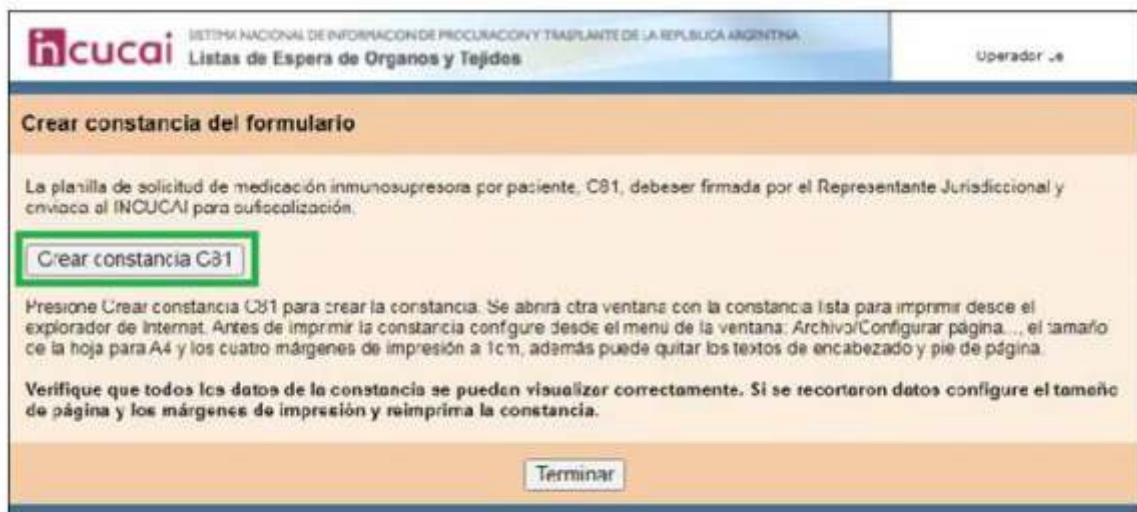 incucai
SISTEMA NACIONAL DE INFORMACION DE PROCURACION Y TRASPLANTE DE LA REPUBLICA ARGENTINA
Listas de Espera de Organos y Tejidos
Operador
Crear constancia del formulario
La planilla de solicitud de medicación inmunosupresora por paciente, C81, debeser firmada por el Representante Jurisdiccional y
enviada al INCUCAI para sufiscalización.
Crear constancia C81
Presione Crear constancia C81 para crear la constancia. Se abrirá otra ventana con la constancia lista para imprimir desde el
explorador de Internet. Antes de imprimir la constancia configure desde el menú de la ventana: Archivo/Configurar página..., el tamaño
de la hoja para A4 y los cuatro márgenes de impresión a 1cm, además puede quitar los textos de encabezado y pie de página.
Verifique que todos los datos de la constancia se puedan visualizar correctamente. Si se recortaron datos configure el tamaño
de página y los márgenes de impresión y reimprima la constancia.
Terminar